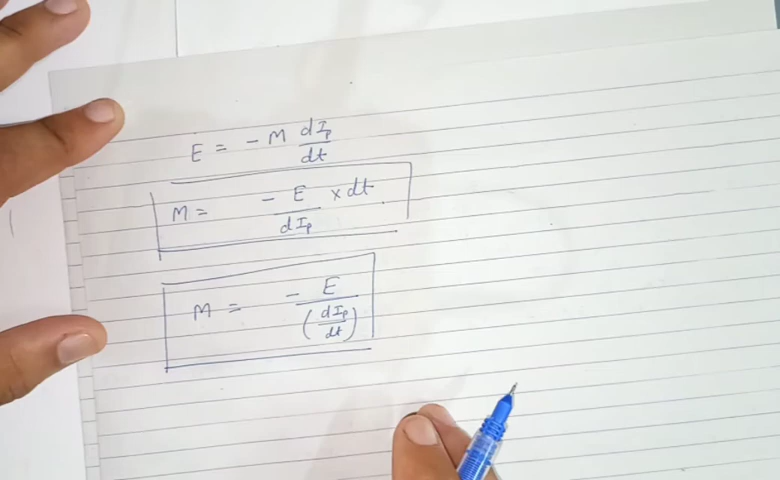 E = - M dIp/dt
M = - E/dIp × dt
M = - E/(dIp/dt)